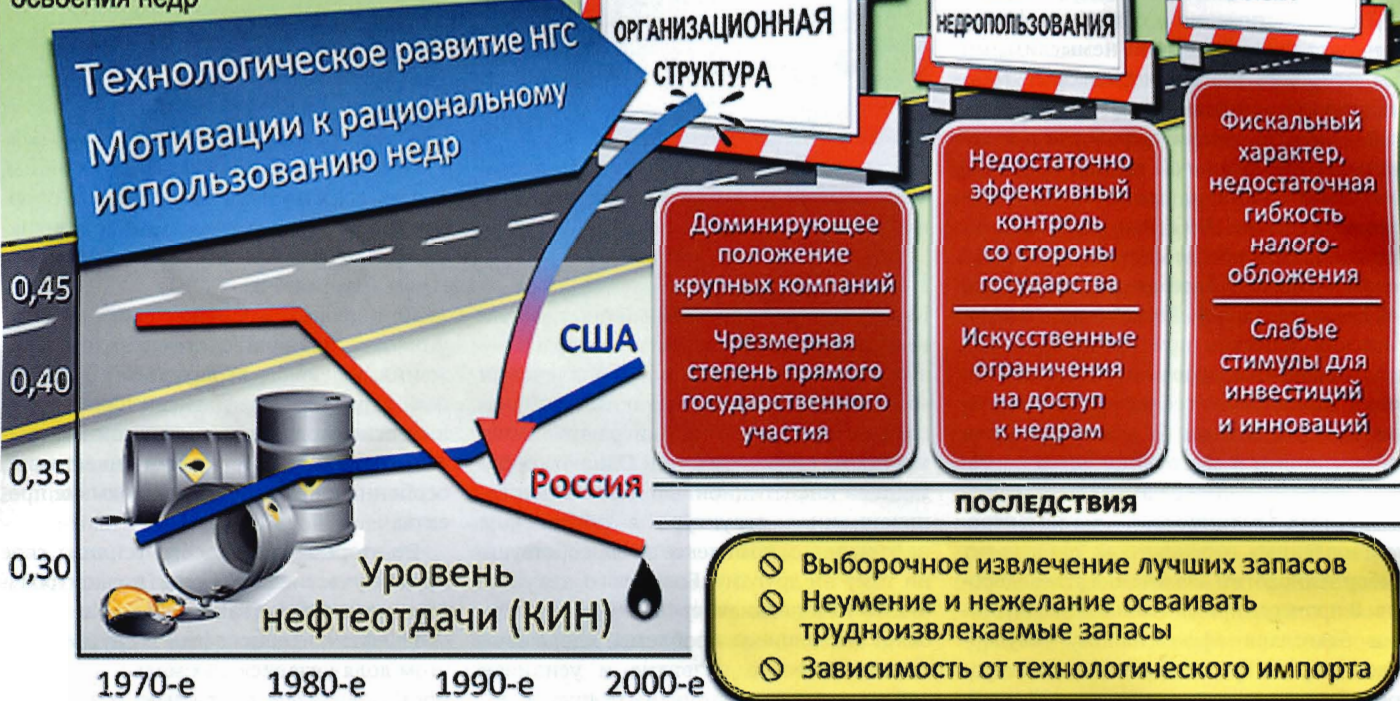 освоения недр
Технологическое развитие НГС
Мотивации к рациональному
использованию недр
ОРГАНИЗАЦИОННАЯ
СТРУКТУРА
НЕДРОПОЛЬЗОВАНИЯ
Доминирующее
положение
крупных компаний
Чрезмерная
степень прямого
государственного
участия
Недостаточно
эффективный
контроль
со стороны
государства
Искусственные
ограничения
на доступ
к недрам
Фискальный
характер,
недостаточная
гибкость
налого-
обложения
Слабые
стимулы для
инвестиций
и инноваций
0,45
0,40
0,35
0,30
США
Россия
Уровень
нефтеотдачи (КИН)
1970-е 1980-е 1990-е 2000-е
ПОСЛЕДСТВИЯ
Выборочное извлечение лучших запасов
Неумение и нежелание осваивать
трудноизвлекаемые запасы
Зависимость от технологического импорта